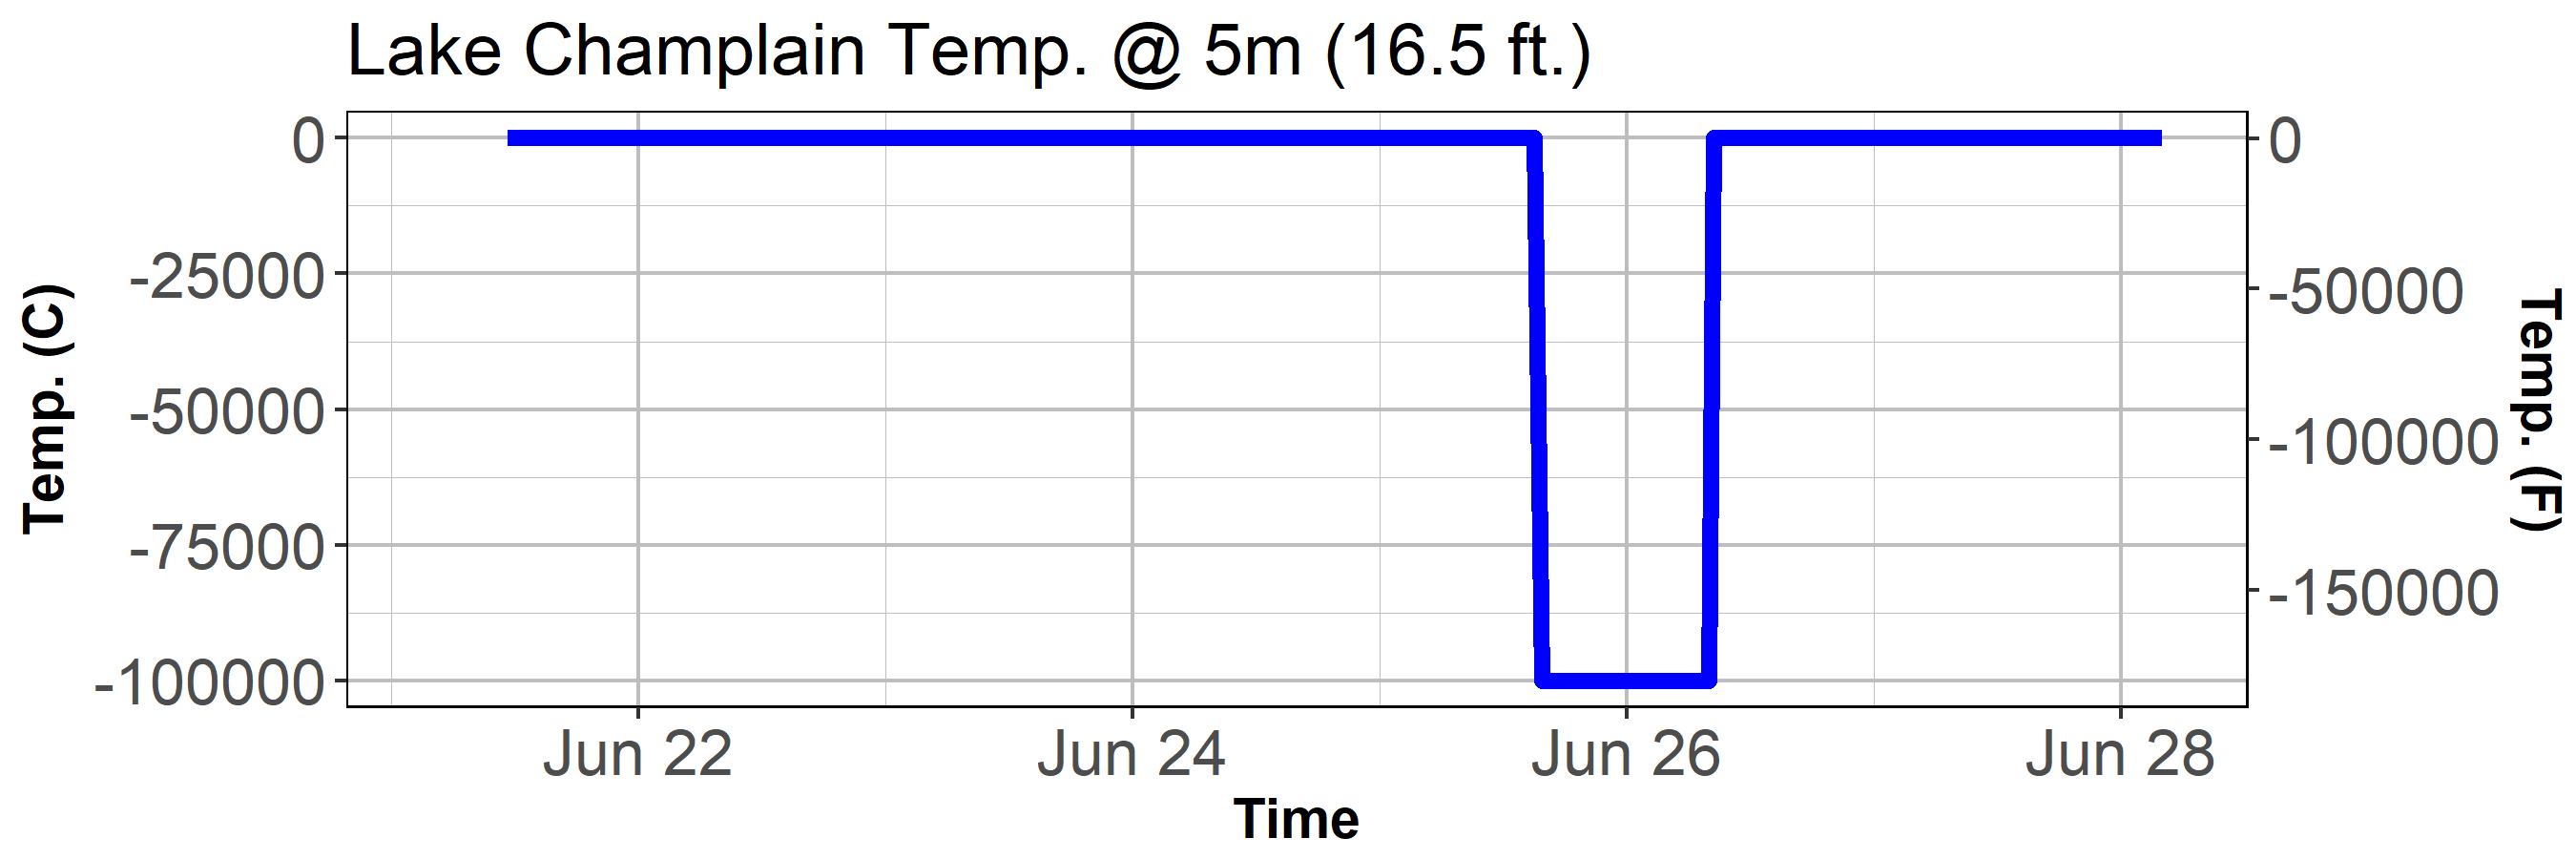 Lake Champlain Temp. @ 5m (16.5 ft.)
Temp. (C)
0
-25000
-50000
-75000
-100000
0
-50000
-100000
-150000
Temp. (F)
Jun 22
Jun 24
Jun 26
Jun 28
Time